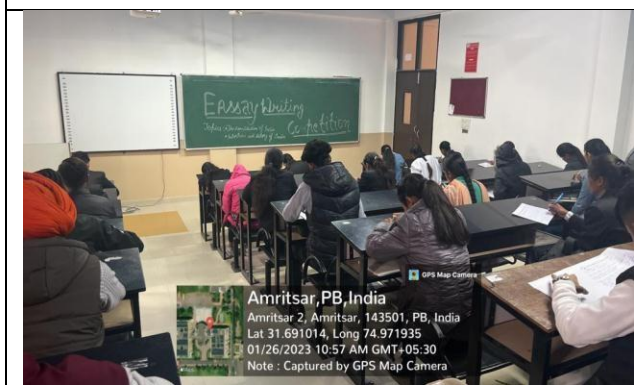 Eassay Writing
Competition
GPS Map Camera
Amritsar,PB,India
Amritsar 2, Amritsar, 143501, PB, India
Lat 31.691014, Long 74.971935
01/26/2023 10:57 AM GMT+05:30
Note : Captured by GPS Map Camera